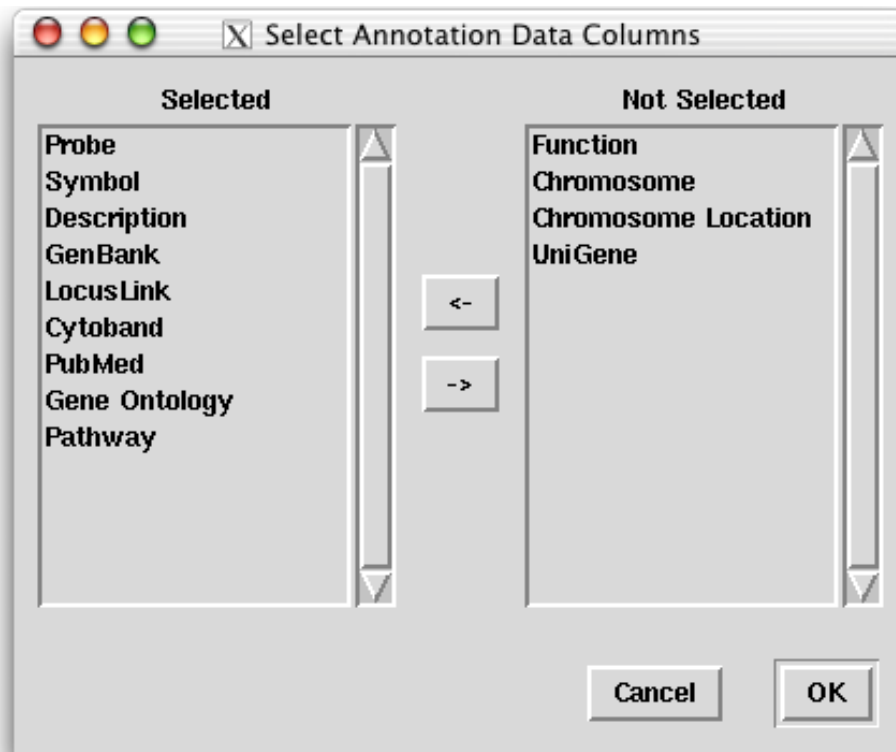 Select Annotation Data Columns
Selected
Probe
Symbol
Description
GenBank
LocusLink
Cytoband
PubMed
Gene Ontology
Pathway
<-
->
Not Selected
Function
Chromosome
Chromosome Location
UniGene
Cancel
OK